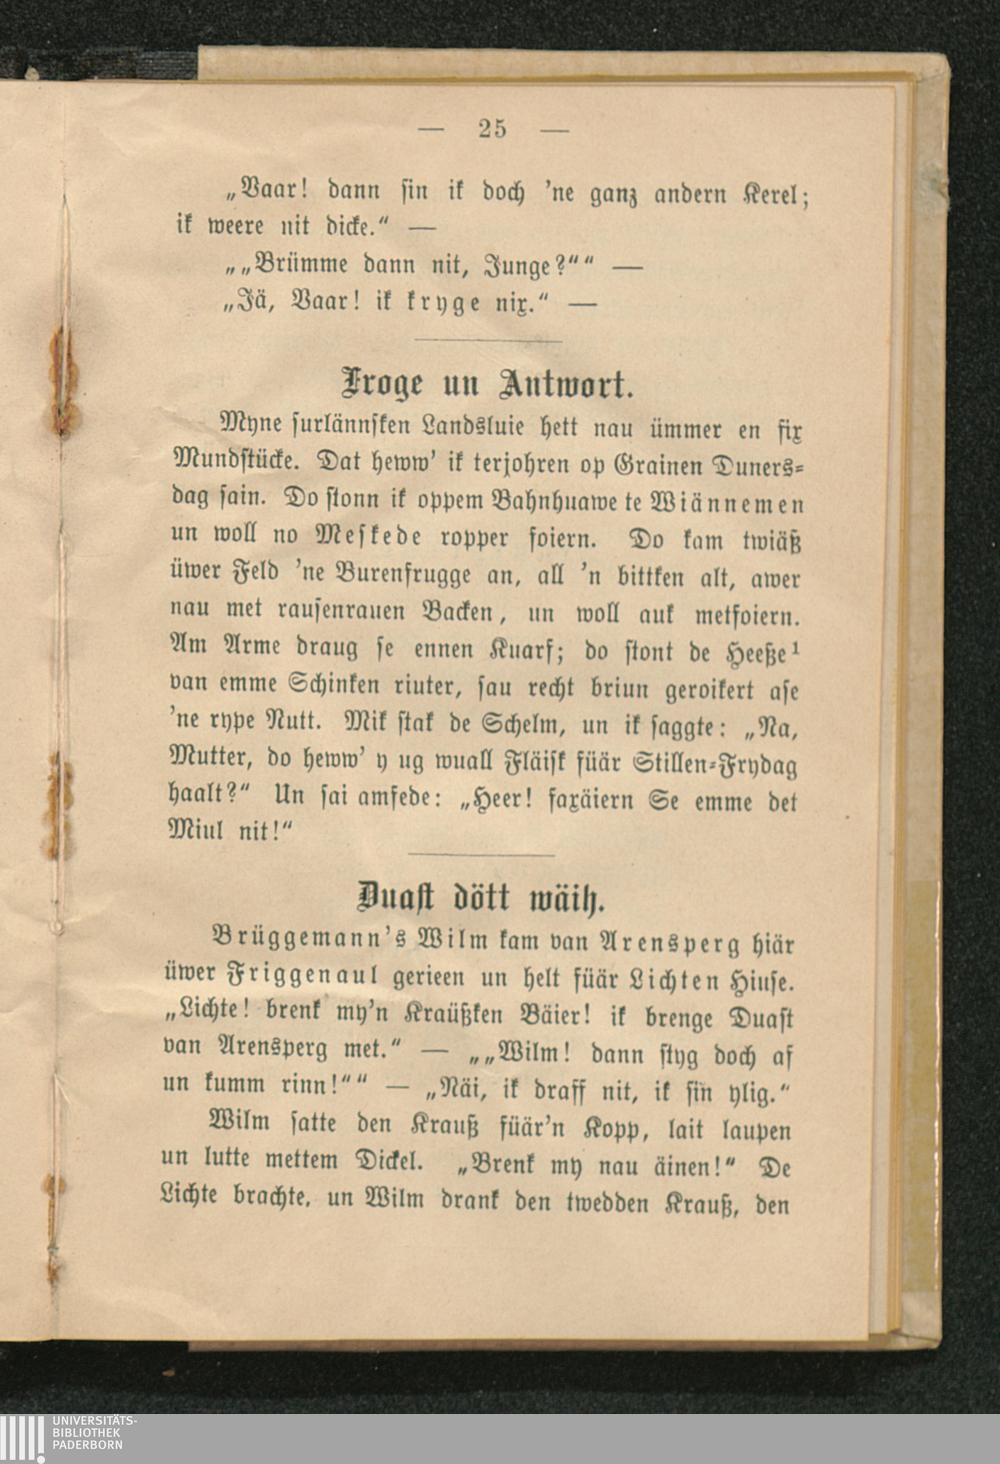 — 25 —
„Vaar! dann sin ik doch 'ne ganz andern Kerel;
ik weere nit dicke.“ —
„„Brümme dann nit, Junge?““ —
„Jä, Vaar! ik kryge nix.“ —
Froge un Antwort.
Myne surlännsken Landsluie hett nau ümmer en fix
Mundstücke. Dat heww' ik terjohren op Grainen Duners-
dag sain. Do stonn ik oppem Bahnhuawe te Wiännemen
un woll no Meskede ropper foiern. Do kam twiäß
üwer Feld 'ne Burenfrugge an, all 'n bittken alt, awer
nau met rausenrauen Backen, un woll auk metfoiern.
Am Arme draug se ennen Kuarf; do stont de Heeße¹
van emme Schinken riuter, sau recht briun geroikert ase
'ne rype Nutt. Mik stak de Schelm, un ik saggte: „Na,
Mutter, do heww' y ug wuall Fläisk füär Stillen-Frydag
haalt?“ Un sai amfede: „Heer! faxäiern Se emme det
Miul nit!“
Duast dött wäih.
Brüggemann's Wilm kam van Arensperg hiär
üwer Friggenaul gerieen un helt füär Lichten Hiuse.
„Lichte! brenk my'n Kraüßken Bäier! ik brenge Duast
van Arensperg met.“ — „„Wilm! dann styg doch af
un kumm rinn!““ — „Näi, ik draff nit, ik sin ylig.“
Wilm satte den Krauß füär'n Kopp, lait laupen
un lutte mettem Dickel. „Brenk my nau äinen!“ De
Lichte brachte, un Wilm drank den twedden Krauß, den
UNIVERSITÄTS-
BIBLIOTHEK
PADERBORN